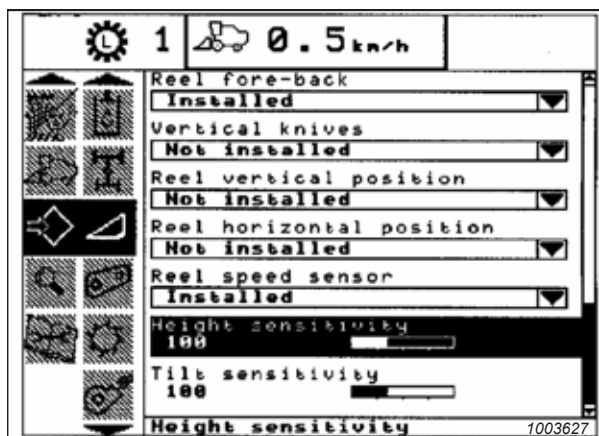 L 1 0.5km/h
Reel fore-back
Installed
Vertical knives
Not installed
Reel vertical position
Not installed
Reel horizontal position
Not installed
Reel speed sensor
Installed
Height sensitivity
100
Tilt sensitivity
100
Height sensitivity
1003627